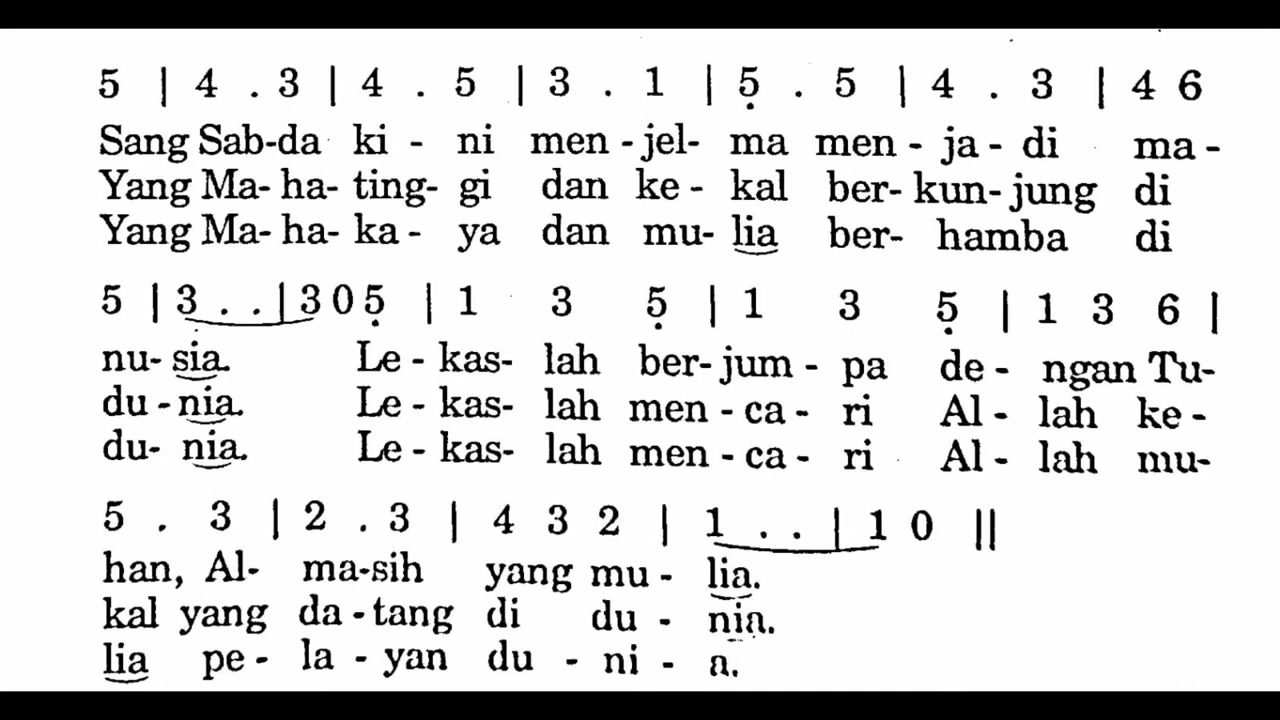 5 | 4 . 3 | 4 . 5 | 3 . 1 | 5̣ . 5 | 4 . 3 | 4 6
Sang Sab-da ki - ni men - jel- ma men - ja - di ma -
Yang Ma- ha- ting- gi dan ke - kal ber- kun- jung di
Yang Ma- ha- ka - ya dan mu- lia ber- hamba di
5 | 3 . . | 3 0 5̣ | 1 3 5̣ | 1 3 5̣ | 1 3 6 |
nu- sia. Le - kas- lah ber- jum - pa de - ngan Tu-
du - nia. Le - kas- lah men - ca - ri Al - lah ke -
du- nia. Le - kas- lah men - ca - ri Al - lah mu-
5 . 3 | 2 . 3 | 4 3 2 | 1 . . | 1 0 ||
han, Al- ma-sih yang mu - lia.
kal yang da - tang di du - nia.
lia pe - la - yan du - ni - a.